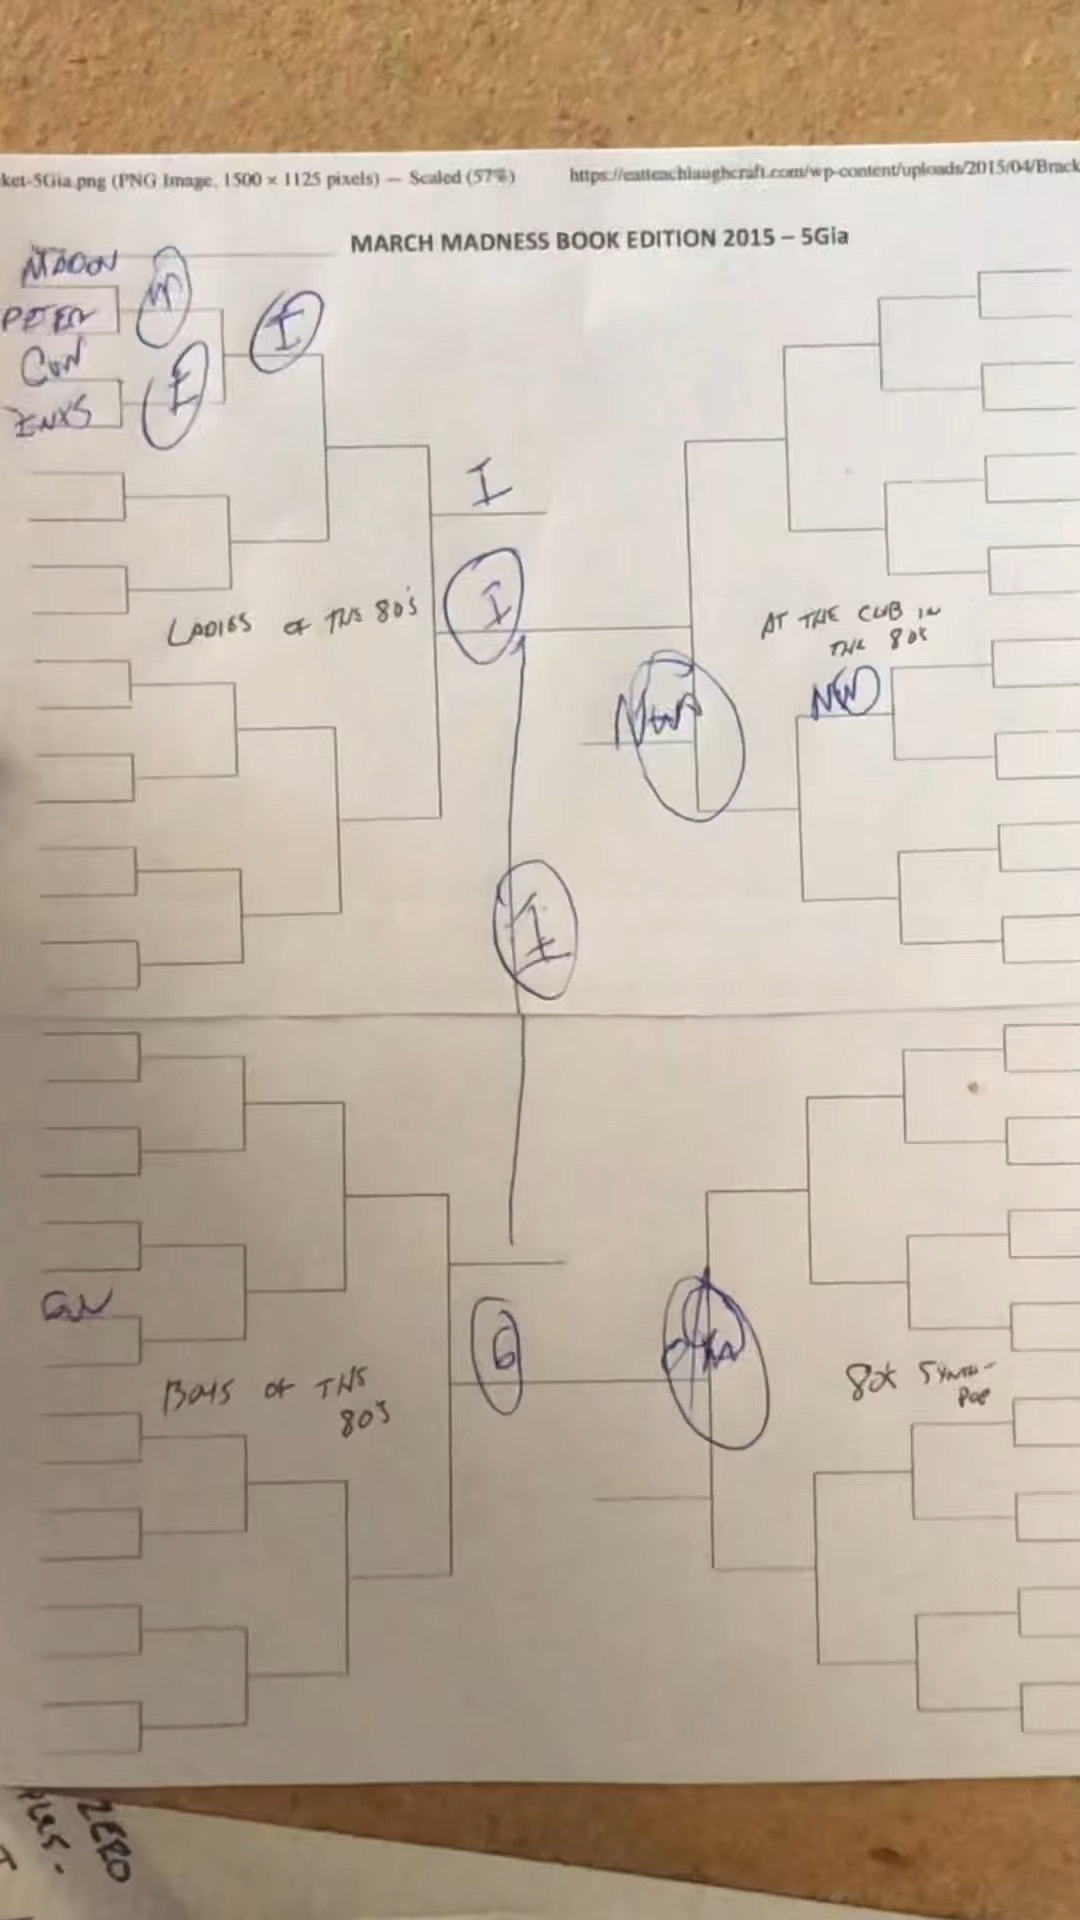 ket-5Gia.png (PNG Image, 1500 × 1125 pixels) — Scaled (57%)
https://eatteachlaughcraft.com/wp-content/uploads/2015/04/Brack
MARCH MADNESS BOOK EDITION 2015 – 5Gia
MADON
PETER
M
I
INXS
I
I
I
LADIES OF THE 80'S
AT THE CLUB IN
THE 80S
NEW
I
G
BOYS OF THE
80S
80S SYNTH-
POP
ZERO